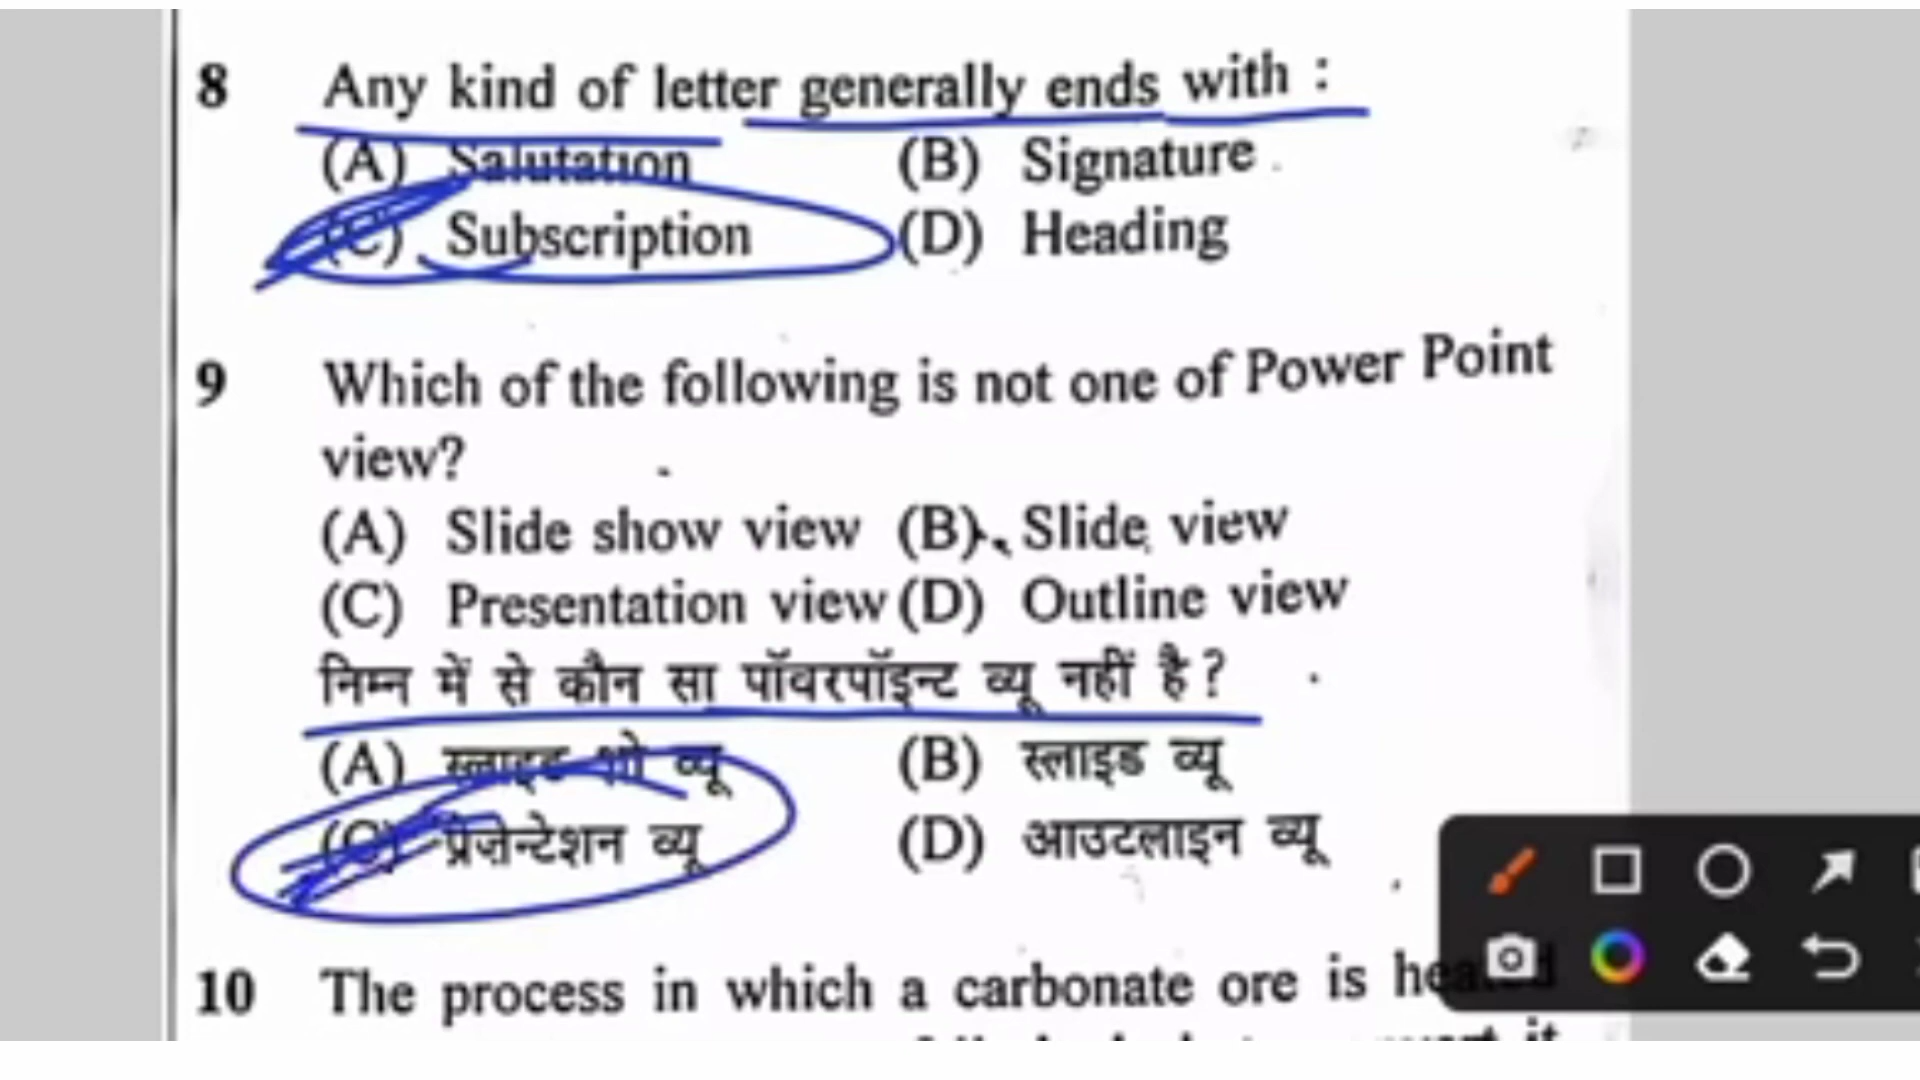 8 Any kind of letter generally ends with :
(A) Salutation (B) Signature
(C) Subscription (D) Heading
9 Which of the following is not one of Power Point
view?
(A) Slide show view (B) Slide view
(C) Presentation view (D) Outline view
निम्न में से कौन सा पॉवरपॉइन्ट व्यू नहीं है?
(A) स्लाइड शो व्यू (B) स्लाइड व्यू
(C) प्रेजेन्टेशन व्यू (D) आउटलाइन व्यू
10 The process in which a carbonate ore is heated